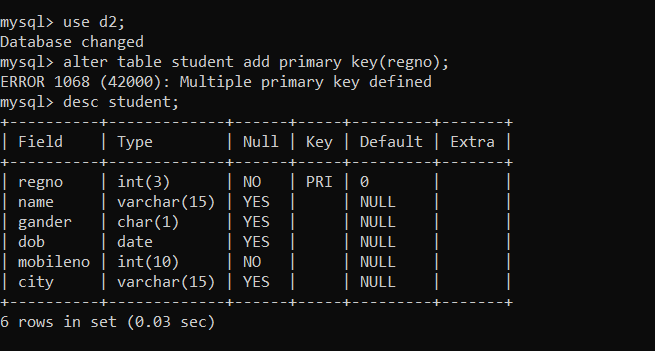 mysql> use d2;
Database changed
mysql> alter table student add primary key(regno);
ERROR 1068 (42000): Multiple primary key defined
mysql> desc student;
+----------+-------------+------+-----+---------+-------+
| Field    | Type        | Null | Key | Default | Extra |
+----------+-------------+------+-----+---------+-------+
| regno    | int(3)      | NO   | PRI | 0       |       |
| name     | varchar(15) | YES  |     | NULL    |       |
| gander   | char(1)     | YES  |     | NULL    |       |
| dob      | date        | YES  |     | NULL    |       |
| mobileno | int(10)     | NO   |     | NULL    |       |
| city     | varchar(15) | YES  |     | NULL    |       |
+----------+-------------+------+-----+---------+-------+
6 rows in set (0.03 sec)